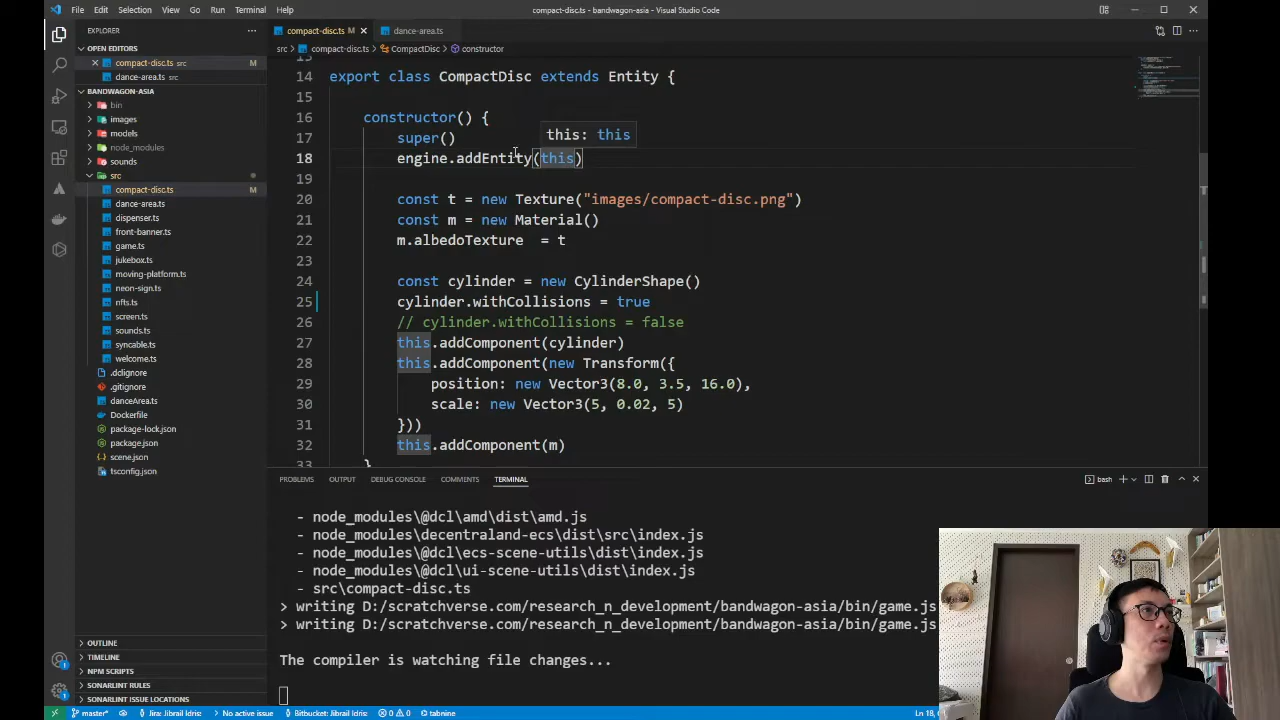 File Edit Selection View Go Run Terminal Help
compact-disc.ts - bandwagon-asia - Visual Studio Code
EXPLORER
compact-disc.ts M
dance-area.ts
OPEN EDITORS
src > compact-disc.ts > CompactDisc > constructor
compact-disc.ts src M
dance-area.ts src
BANDWAGON-ASIA
bin
images
models
node_modules
sounds
src
compact-disc.ts M
dance-area.ts
dispenser.ts
front-banner.ts
game.ts
jukebox.ts
moving-platform.ts
neon-sign.ts
nfts.ts
screen.ts
sounds.ts
syncable.ts
welcome.ts
.dclignore
.gitignore
danceArea.ts
Dockerfile
package-lock.json
package.json
scene.json
tsconfig.json
OUTLINE
TIMELINE
NPM SCRIPTS
SONARLINT RULES
SONARLINT ISSUE LOCATIONS
13
14 export class CompactDisc extends Entity {
15
16 constructor() {
this: this
17 super()
18 engine.addEntity(this)
19
20 const t = new Texture("images/compact-disc.png")
21 const m = new Material()
22 m.albedoTexture = t
23
24 const cylinder = new CylinderShape()
25 cylinder.withCollisions = true
26 // cylinder.withCollisions = false
27 this.addComponent(cylinder)
28 this.addComponent(new Transform({
29 position: new Vector3(8.0, 3.5, 16.0),
30 scale: new Vector3(5, 0.02, 5)
31 }))
32 this.addComponent(m)
33 }
PROBLEMS OUTPUT DEBUG CONSOLE COMMENTS TERMINAL
bash
- node_modules\@dcl\amd\dist\amd.js
- node_modules\decentraland-ecs\dist\src\index.js
- node_modules\@dcl\ecs-scene-utils\dist\index.js
- node_modules\@dcl\ui-scene-utils\dist\index.js
- src\compact-disc.ts
> writing D:/scratchverse.com/research_n_development/bandwagon-asia/bin/game.js
> writing D:/scratchverse.com/research_n_development/bandwagon-asia/bin/game.js
The compiler is watching file changes...
master* Jira: Jibrail Idris: No active issue Bitbucket: Jibrail Idris: 0 0 tabnine
Ln 18,